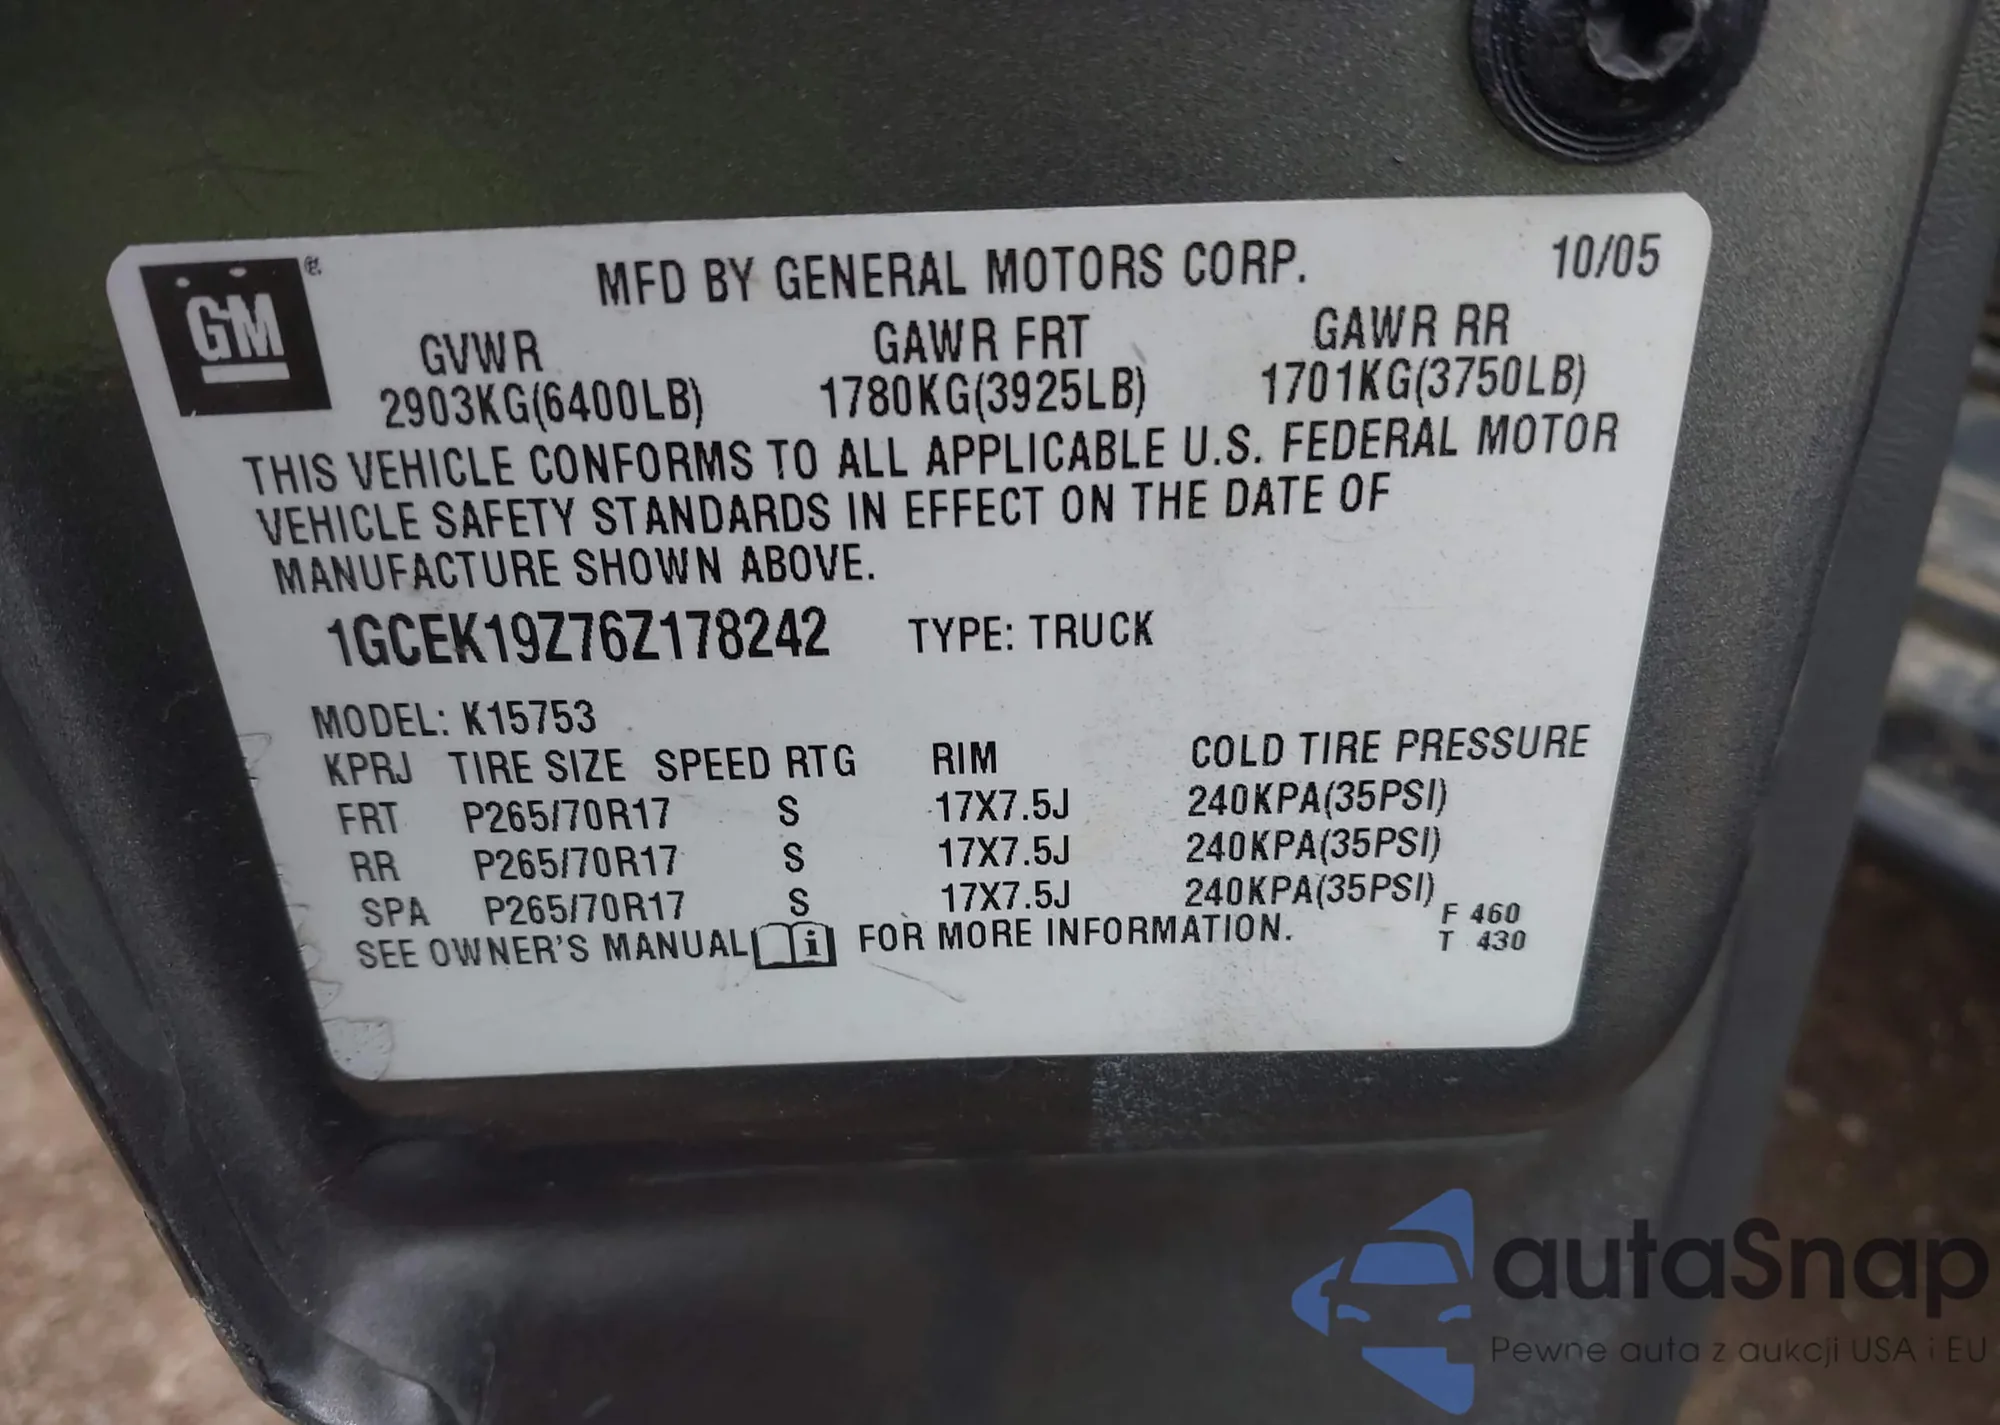 GM
MFD BY GENERAL MOTORS CORP. 10/05
GVWR GAWR FRT GAWR RR
2903KG(6400LB) 1780KG(3925LB) 1701KG(3750LB)
THIS VEHICLE CONFORMS TO ALL APPLICABLE U.S. FEDERAL MOTOR
VEHICLE SAFETY STANDARDS IN EFFECT ON THE DATE OF
MANUFACTURE SHOWN ABOVE.
1GCEK19Z76Z178242 TYPE: TRUCK
MODEL: K15753
KPRJ TIRE SIZE SPEED RTG RIM COLD TIRE PRESSURE
FRT P265/70R17 S 17X7.5J 240KPA(35PSI)
RR P265/70R17 S 17X7.5J 240KPA(35PSI)
SPA P265/70R17 S 17X7.5J 240KPA(35PSI)
F 460
T 430
SEE OWNER'S MANUAL i FOR MORE INFORMATION.
autaSnap
Pewne auta z aukcji USA i EU